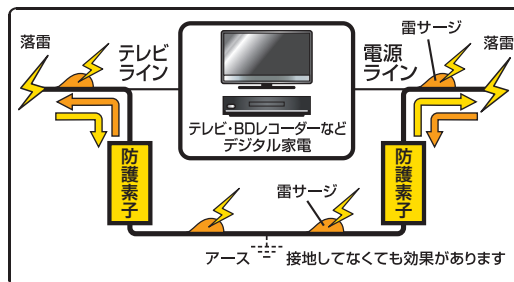 落雷
テレビ
ライン
電源
ライン
雷サージ
落雷
テレビ・BDレコーダーなど
デジタル家電
防護素子
防護素子
雷サージ
アース
接地してなくても効果があります